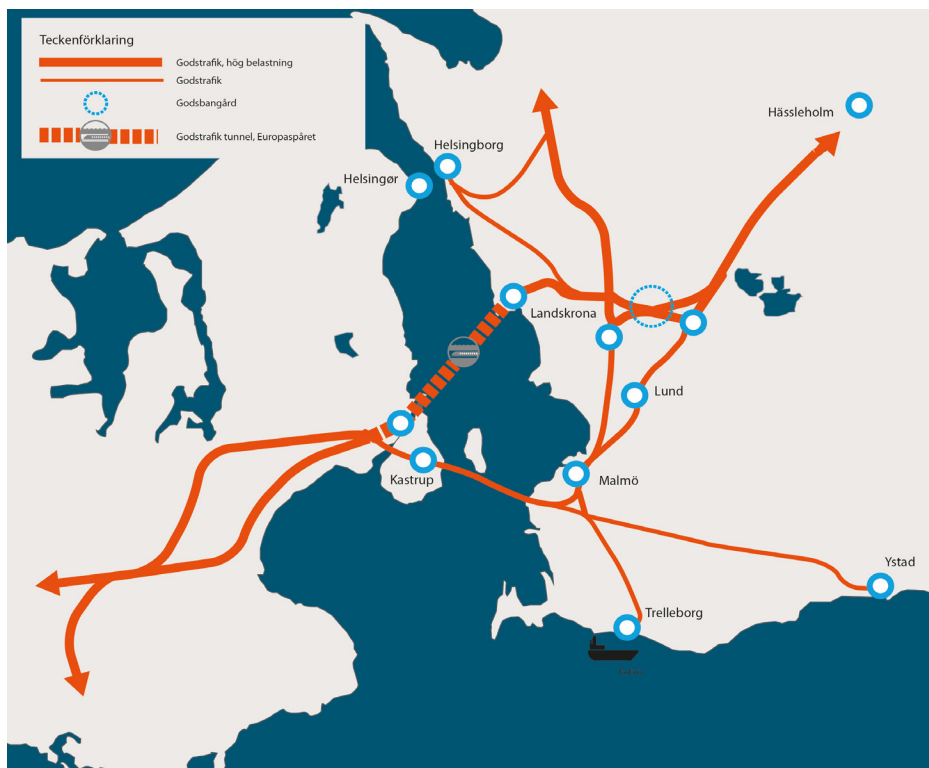 Teckenförklaring
Godstrafik, hög belastning
Godstrafik
Godsbangård
Godstrafik tunnel, Europaspåret
Hässleholm
Helsingborg
Helsingør
Landskrona
Lund
Kastrup
Malmö
Ystad
Trelleborg